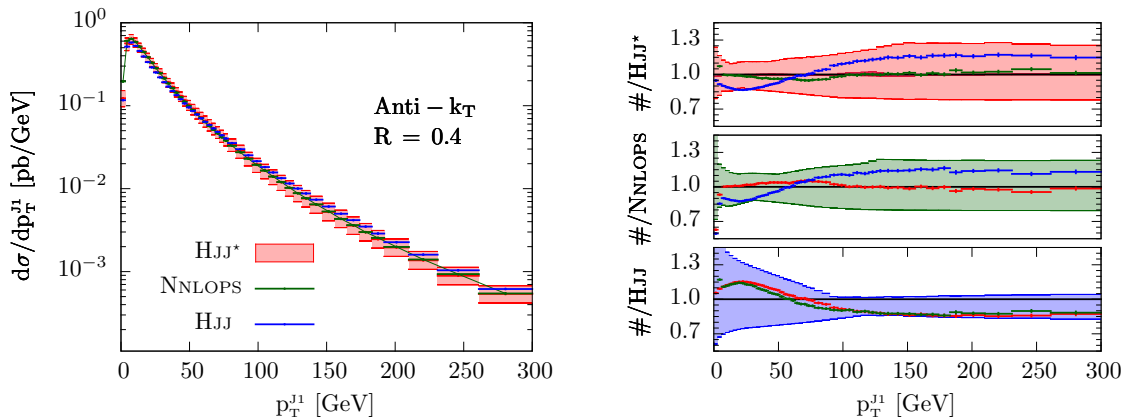 10⁰
10⁻¹
10⁻²
10⁻³
dσ/dp_T^J1 [pb/GeV]
Anti − k_T
R = 0.4
HJJ⋆
NNLOPS
HJJ
0 50 100 150 200 250 300
p_T^J1 [GeV]
#/HJJ⋆
1.3
1.0
0.7
#/NNLOPS
1.3
1.0
0.7
#/HJJ
1.3
1.0
0.7
0 50 100 150 200 250 300
p_T^J1 [GeV]